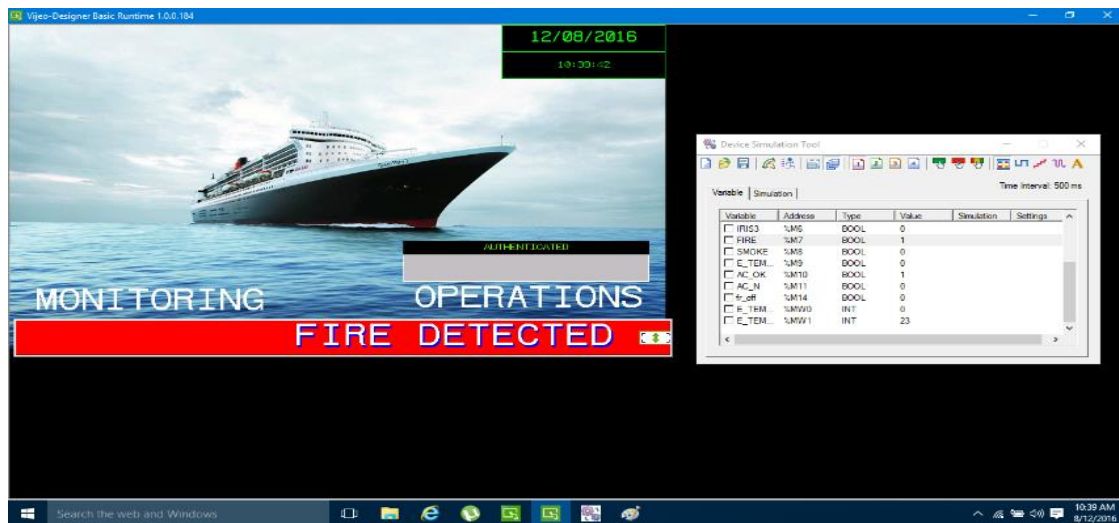 Vijeo-Designer Basic Runtime 1.0.0.184
12/08/2016
10:39:42
AUTHENTICATED
MONITORING
OPERATIONS
FIRE DETECTED
Device Simulation Tool
Time Interval: 500 ms
Variable Simulation
Variable Address Type Value Simulation Settings
IRIS3 %M6 BOOL 0
FIRE %M7 BOOL 1
SMOKE %M8 BOOL 0
E_TEM... %M9 BOOL 0
AC_OK %M10 BOOL 1
AC_N %M11 BOOL 0
fr_off %M14 BOOL 0
E_TEM... %MW0 INT 0
E_TEM... %MW1 INT 23
Search the web and Windows
10:39 AM
8/12/2016